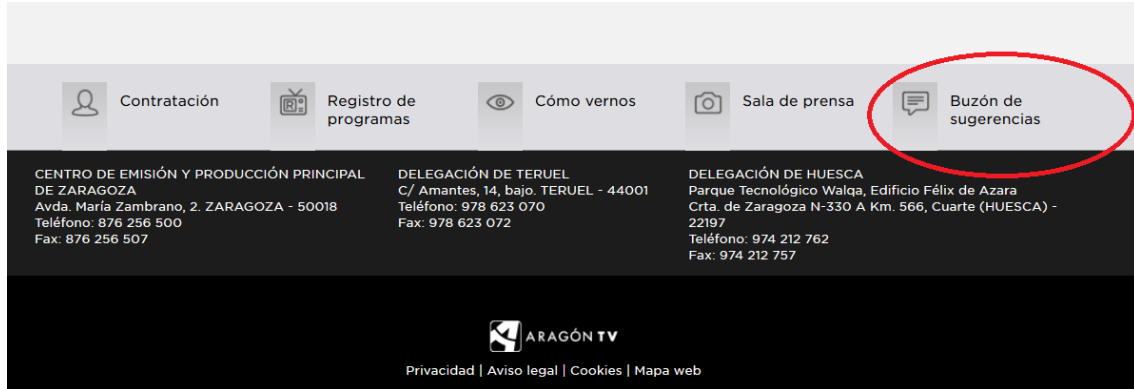 Contratación
Registro de
programas
Cómo vernos
Sala de prensa
Buzón de
sugerencias
CENTRO DE EMISIÓN Y PRODUCCIÓN PRINCIPAL
DE ZARAGOZA
Avda. María Zambrano, 2. ZARAGOZA - 50018
Teléfono: 876 256 500
Fax: 876 256 507
DELEGACIÓN DE TERUEL
C/ Amantes, 14, bajo. TERUEL - 44001
Teléfono: 978 623 070
Fax: 978 623 072
DELEGACIÓN DE HUESCA
Parque Tecnológico Walqa, Edificio Félix de Azara
Crta. de Zaragoza N-330 A Km. 566, Cuarte (HUESCA) -
22197
Teléfono: 974 212 762
Fax: 974 212 757
ARAGÓN TV
Privacidad | Aviso legal | Cookies | Mapa web